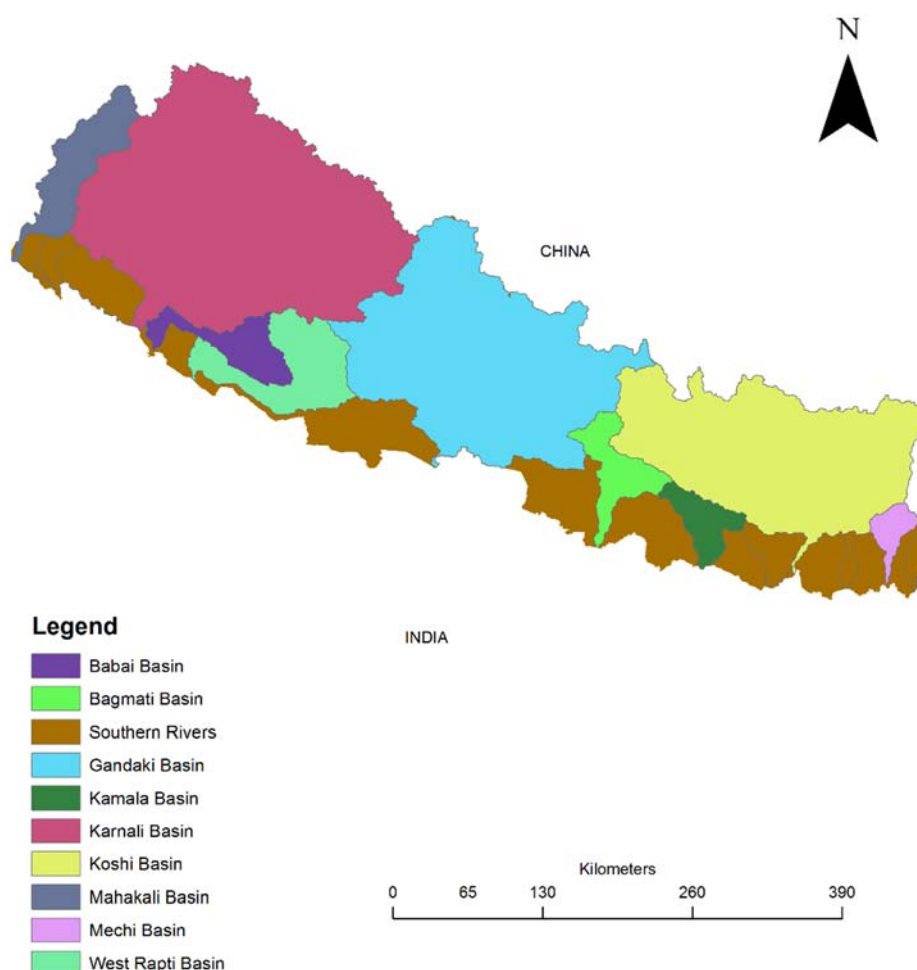 N
CHINA
INDIA
Legend
Babai Basin
Bagmati Basin
Southern Rivers
Gandaki Basin
Kamala Basin
Karnali Basin
Koshi Basin
Mahakali Basin
Mechi Basin
West Rapti Basin
Kilometers
0 65 130 260 390